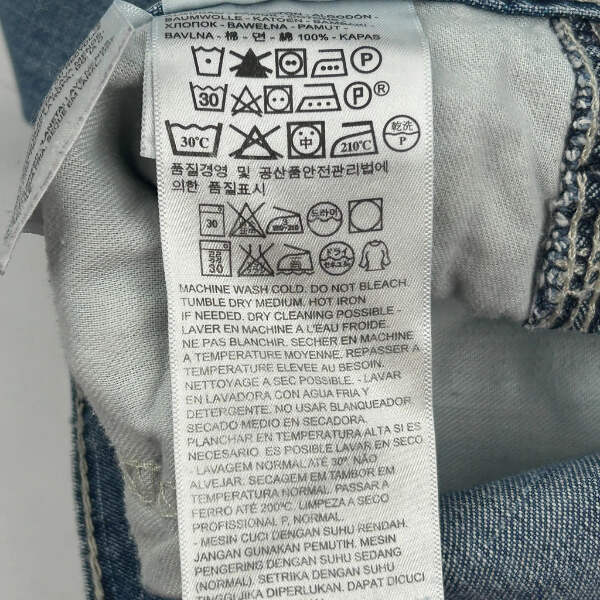 BAUMWOLLE - KATOEN -
ХЛОПОК - BAWEŁNA - PAMUT -
BAVLNA - 棉 - 면 - 綿 100% - KAPAS
P
30 P®
30°C 中 210°C 乾洗 P
품질경영 및 공산품안전관리법에
의한 품질표시
30 드라이
30 ドライ
MACHINE WASH COLD. DO NOT BLEACH.
TUMBLE DRY MEDIUM. HOT IRON
IF NEEDED. DRY CLEANING POSSIBLE -
LAVER EN MACHINE A L'EAU FROIDE.
NE PAS BLANCHIR. SECHER EN MACHINE
A TEMPERATURE MOYENNE. REPASSER A
TEMPERATURE ELEVEE AU BESOIN.
NETTOYAGE A SEC POSSIBLE. - LAVAR
EN LAVADORA CON AGUA FRIA Y
DETERGENTE. NO USAR BLANQUEADOR.
SECADO MEDIO EN SECADORA.
PLANCHAR EN TEMPERATURA ALTA SI ES
NECESARIO. ES POSIBLE LAVAR EN SECO
- LAVAGEM NORMAL ATÉ 30° NÃO
ALVEJAR. SECAGEM EM TAMBOR EM
TEMPERATURA NORMAL. PASSAR A
FERRO ATÉ 200°C. LIMPEZA A SECO
PROFISSIONAL P, NORMAL.
- MESIN CUCI DENGAN SUHU RENDAH.
JANGAN GUNAKAN PEMUTIH. MESIN
PENGERING DENGAN SUHU SEDANG
(NORMAL). SETRIKA DENGAN SUHU
TINGGI JIKA DIPERLUKAN. DAPAT DICUCI